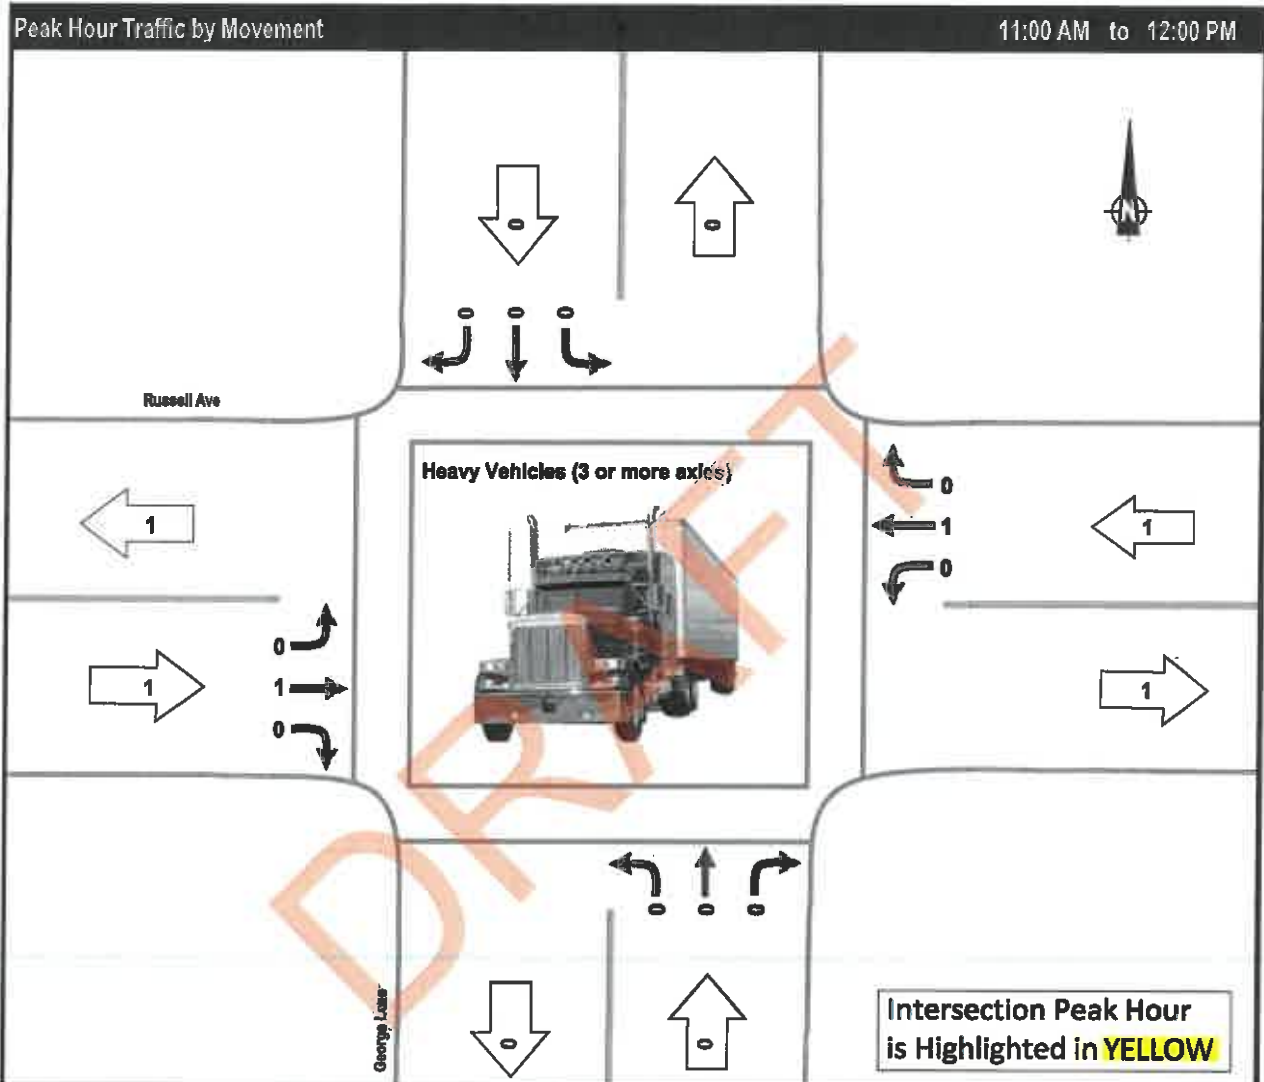 Peak Hour Traffic by Movement
11:00 AM to 12:00 PM
N
0
0
0 0 0
Russell Ave
Heavy Vehicles (3 or more axles)
0
1
1
1
0
0
1
1
1
0
DRAFT
0 0 0
George Lane
0
0
Intersection Peak Hour
is Highlighted in YELLOW